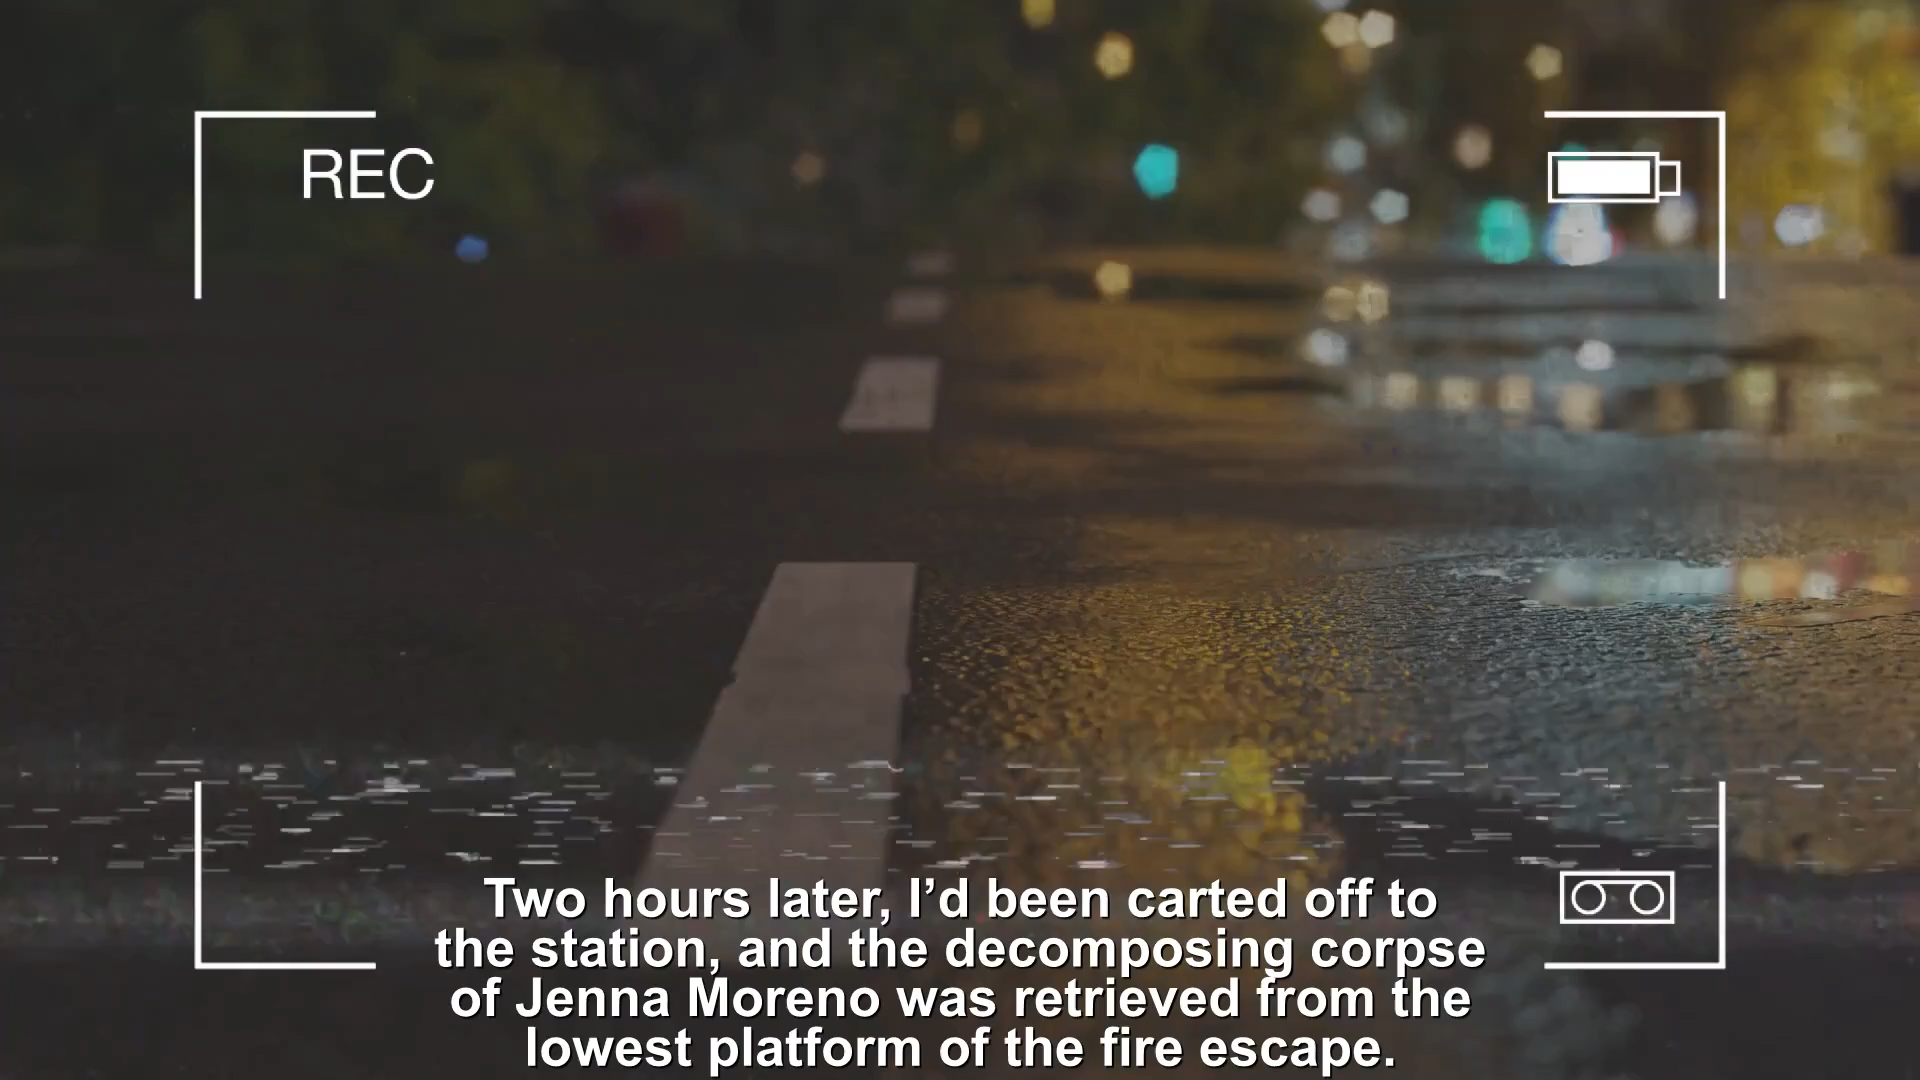 REC
Two hours later, I’d been carted off to
the station, and the decomposing corpse
of Jenna Moreno was retrieved from the
lowest platform of the fire escape.